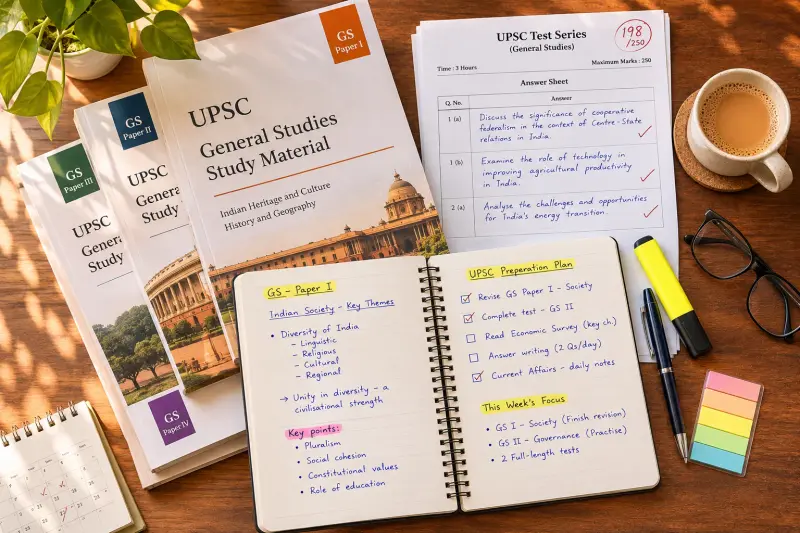 GS
Paper I
UPSC
General Studies
Study Material
Indian Heritage and Culture
History and Geography
GS
Paper II
UPSC
General
Study
GS
Paper III
UPSC
General
Study
GS
Paper IV
UPSC Test Series
(General Studies)
198
/250
Time : 3 Hours
Maximum Marks : 250
Answer Sheet
Q. No.
Answer
1 (a)
Discuss the significance of cooperative
federalism in the context of Centre-State
relations in India.
1 (b)
Examine the role of technology in
improving agricultural productivity
in India.
2 (a)
Analyse the challenges and opportunities
for India's energy transition.
GS - Paper I
Indian Society - Key Themes
• Diversity of India
- Linguistic
- Religious
- Cultural
- Regional
→ Unity in diversity - a
civilisational strength
Key points:
• Pluralism
• Social cohesion
• Constitutional values
• Role of education
UPSC Preparation Plan
☑ Revise GS Paper I - Society
☑ Complete test - GS II
☐ Read Economic Survey (key ch.)
☐ Answer writing (2 Qs/day)
☑ Current Affairs - daily notes
This Week's Focus
• GS I - Society (Finish revision)
• GS II - Governance (Practise)
• 2 Full-length tests